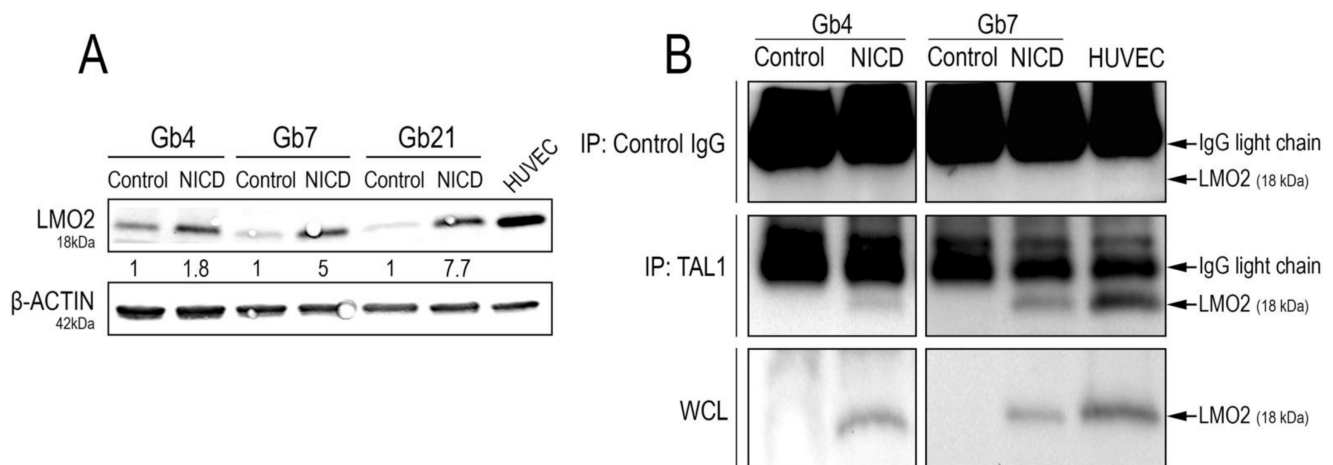 A
Gb4 Gb7 Gb21
Control NICD Control NICD Control NICD HUVEC
LMO2
18kDa
1 1.8 1 5 1 7.7
β-ACTIN
42kDa
B
Gb4 Gb7
Control NICD Control NICD HUVEC
IP: Control IgG
IgG light chain
LMO2 (18 kDa)
IP: TAL1
IgG light chain
LMO2 (18 kDa)
WCL
LMO2 (18 kDa)